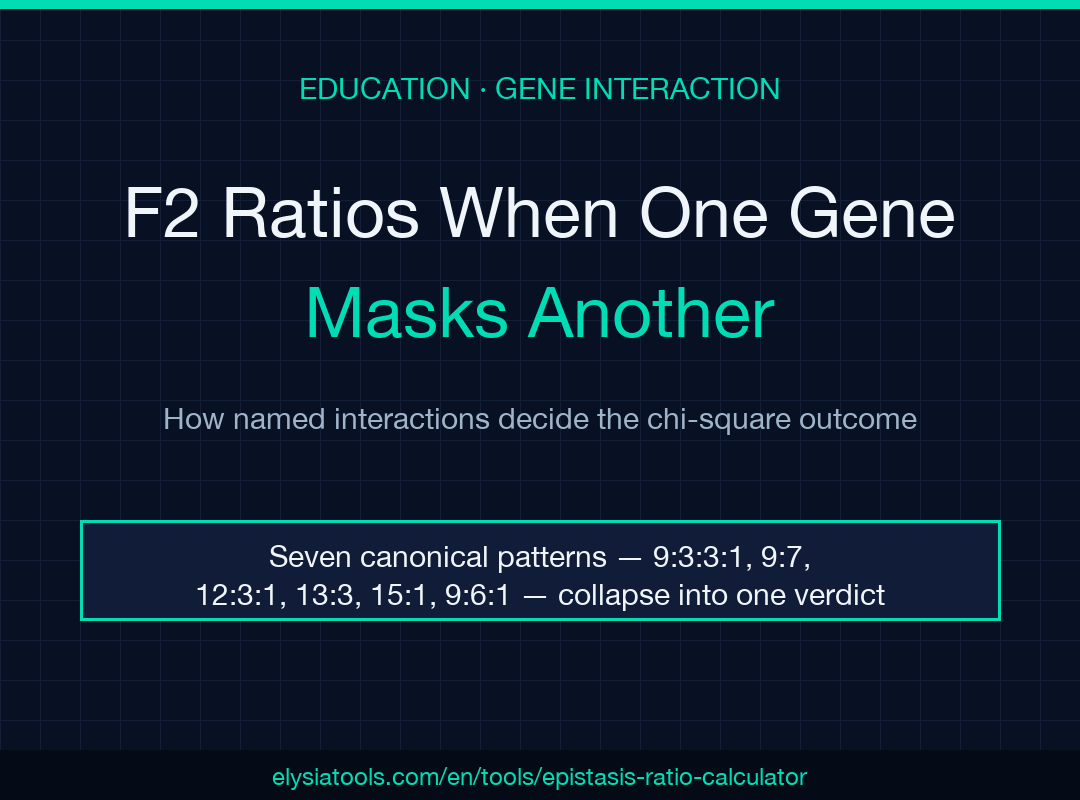 EDUCATION · GENE INTERACTION
F2 Ratios When One Gene
Masks Another
How named interactions decide the chi-square outcome
Seven canonical patterns — 9:3:3:1, 9:7,
12:3:1, 13:3, 15:1, 9:6:1 — collapse into one verdict
elysiatools.com/en/tools/epistasis-ratio-calculator